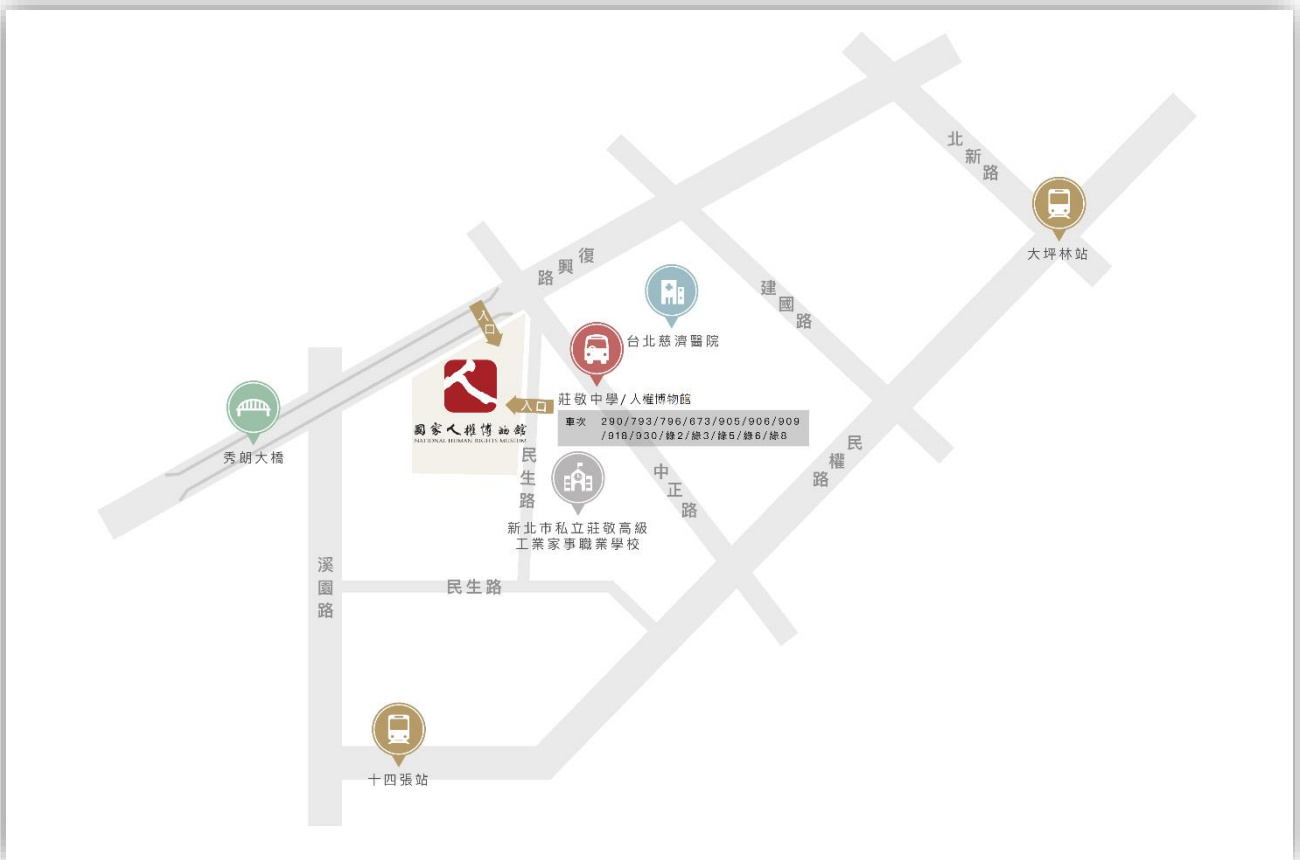 北新路
大坪林站
復興路
建國路
台北慈濟醫院
入口
莊敬中學/人權博物館
車次 290/793/796/673/905/906/909
/918/930/綠2/綠3/綠5/綠6/綠8
入口
國家人權博物館
NATIONAL HUMAN RIGHTS MUSEUM
秀朗大橋
民生路
中正路
民權路
新北市私立莊敬高級
工業家事職業學校
溪園路
民生路
十四張站